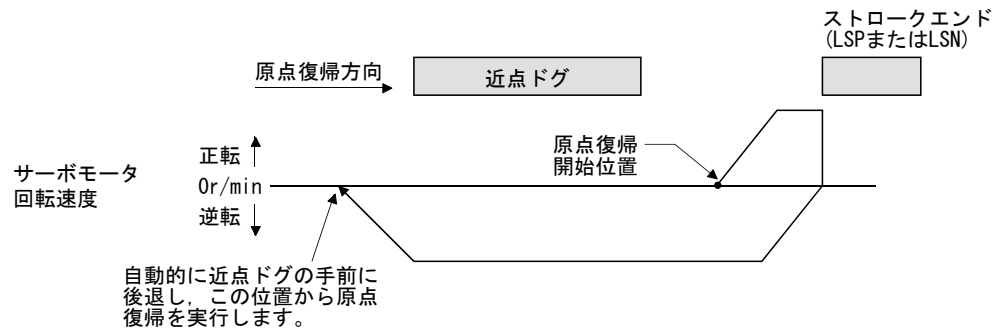 ストロークエンド
(LSPまたはLSN)
原点復帰方向
近点ドグ
原点復帰
開始位置
正転
サーボモータ
回転速度
0r/min
逆転
自動的に近点ドグの手前に
後退し，この位置から原点
復帰を実行します。